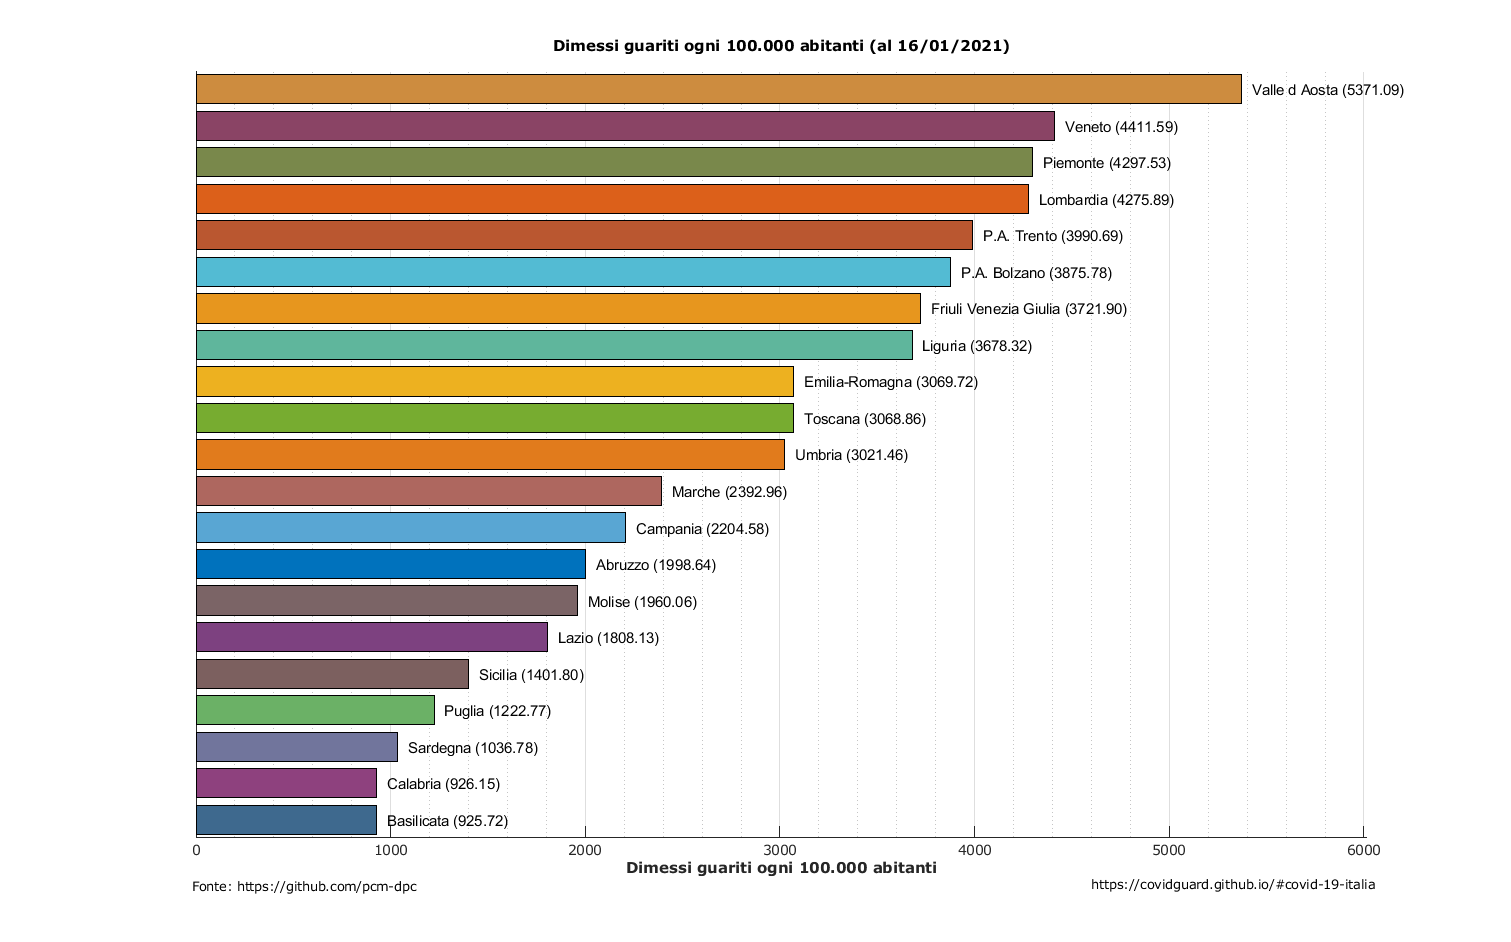 Dimessi guariti ogni 100.000 abitanti (al 16/01/2021)
Valle d Aosta (5371.09)
Veneto (4411.59)
Piemonte (4297.53)
Lombardia (4275.89)
P.A. Trento (3990.69)
P.A. Bolzano (3875.78)
Friuli Venezia Giulia (3721.90)
Liguria (3678.32)
Emilia-Romagna (3069.72)
Toscana (3068.86)
Umbria (3021.46)
Marche (2392.96)
Campania (2204.58)
Abruzzo (1998.64)
Molise (1960.06)
Lazio (1808.13)
Sicilia (1401.80)
Puglia (1222.77)
Sardegna (1036.78)
Calabria (926.15)
Basilicata (925.72)
0 1000 2000 3000 4000 5000 6000
Dimessi guariti ogni 100.000 abitanti
Fonte: https://github.com/pcm-dpc
https://covidguard.github.io/#covid-19-italia